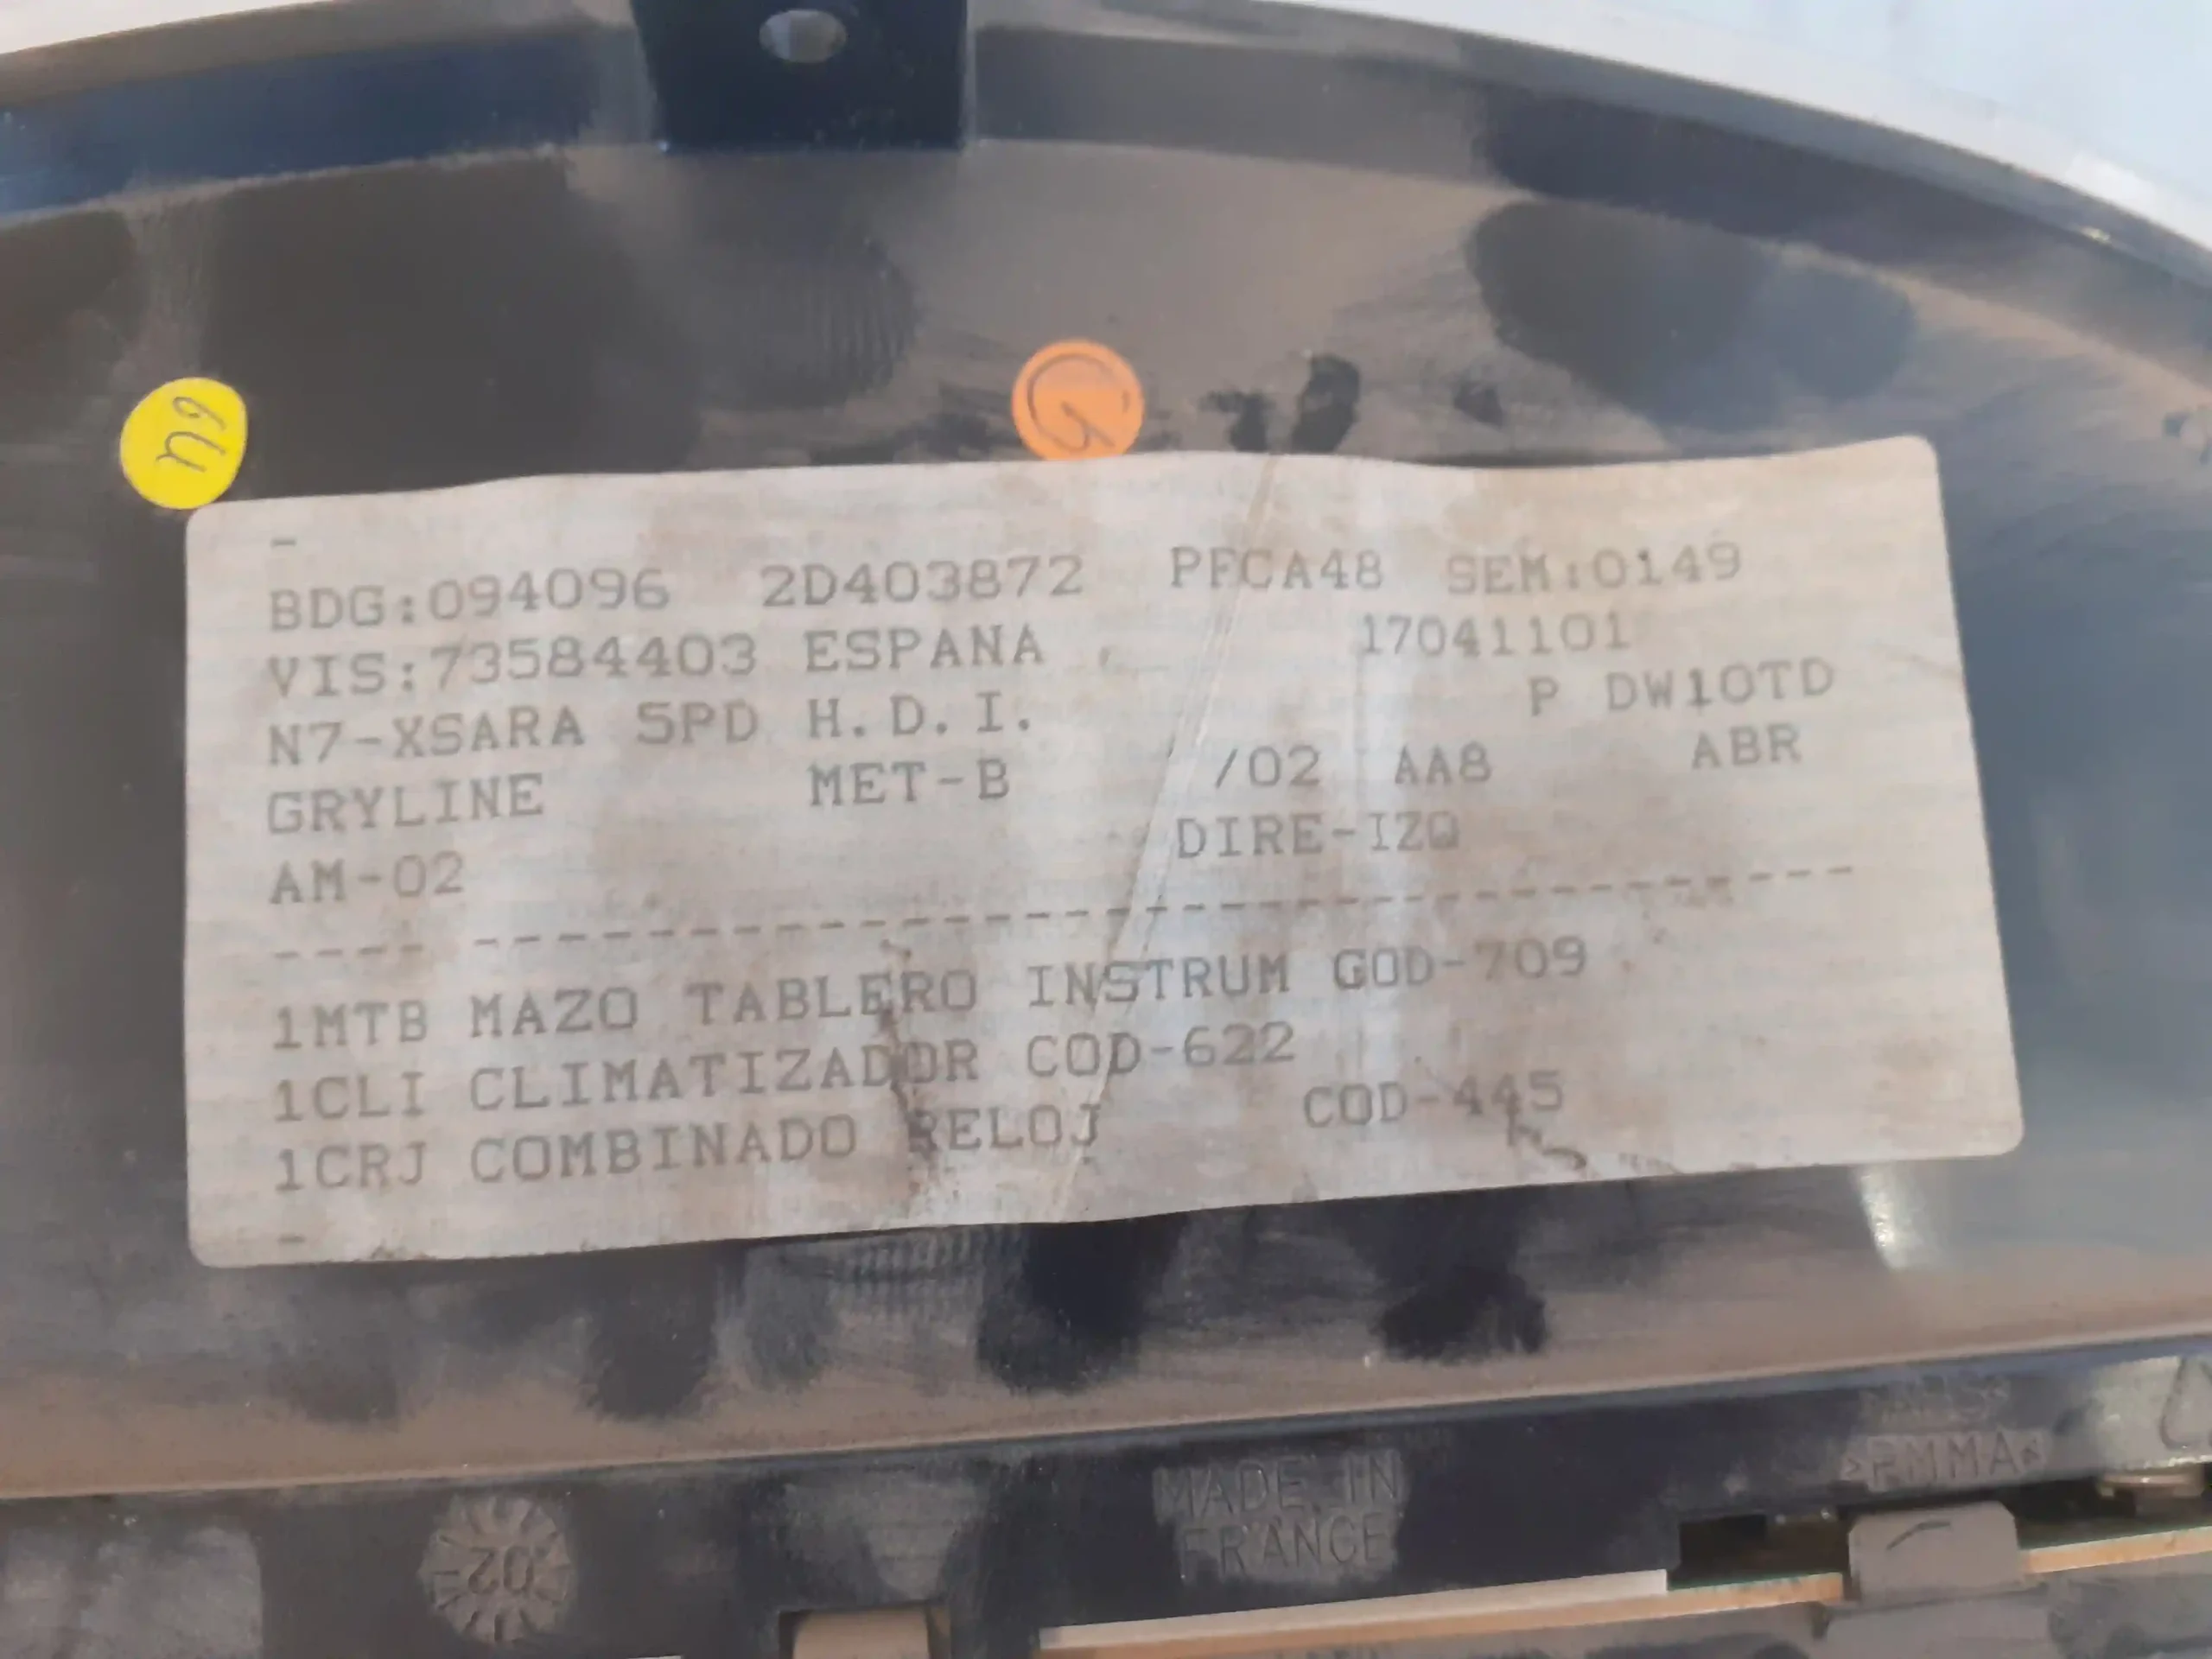 -
BDG:094096 2D403872 PFCA48 SEM:0149
VIS:73584403 ESPANA 17041101
N7-XSARA 5PD H.D.I. P DW10TD
GRYLINE MET-B /02 AA8 ABR
AM-02 DIRE-IZQ
---- ----------------------------------
1MTB MAZO TABLERO INSTRUM COD-709
1CLI CLIMATIZADOR COD-622
1CRJ COMBINADO RELOJ COD-445
-
>PMMA<
MADE IN
FRANCE
02